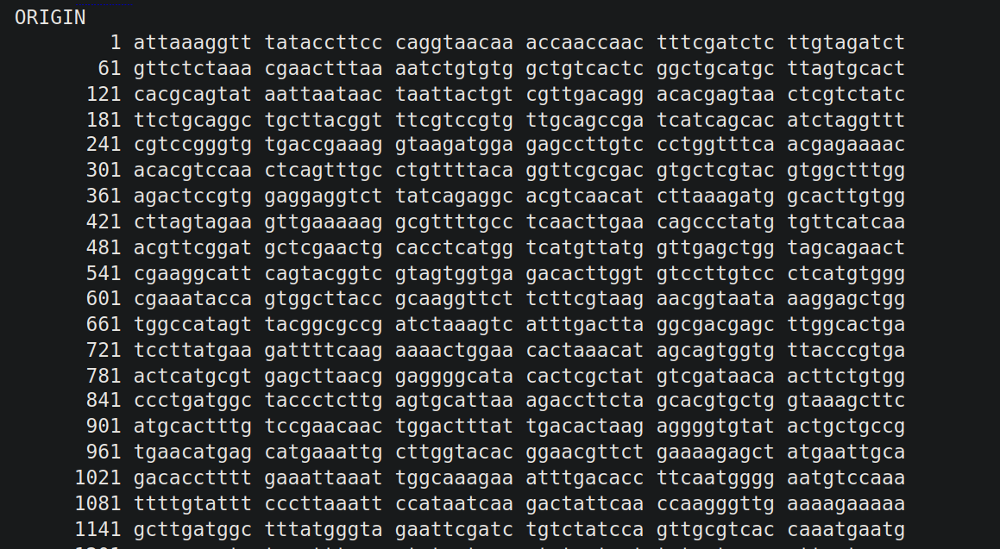 ORIGIN
1 attaaaggtt tataccttcc caggtaacaa accaaccaac tttcgatctc ttgtagatct
61 gttctctaaa cgaactttaa aatctgtgtg gctgtcactc ggctgcatgc ttagtgcact
121 cacgcagtat aattaataac taattactgt cgttgacagg acacgagtaa ctcgtctatc
181 ttctgcaggc tgcttacggt ttcgtccgtg ttgcagccga tcatcagcac atctaggttt
241 cgtccgggtg tgaccgaaag gtaagatgga gagccttgtc cctggtttca acgagaaaac
301 acacgtccaa ctcagtttgc ctgttttaca ggttcgcgac gtgctcgtac gtggctttgg
361 agactccgtg gaggaggtct tatcagaggc acgtcaacat cttaaagatg gcacttgtgg
421 cttagtagaa gttgaaaaag gcgttttgcc tcaacttgaa cagccctatg tgttcatcaa
481 acgttcggat gctcgaactg cacctcatgg tcatgttatg gttgagctgg tagcagaact
541 cgaaggcatt cagtacggtc gtagtggtga gacacttggt gtccttgtcc ctcatgtggg
601 cgaaatacca gtggcttacc gcaaggttct tcttcgtaag aacggtaata aaggagctgg
661 tggccatagt tacggcgccg atctaaagtc atttgactta ggcgacgagc ttggcactga
721 tccttatgaa gattttcaag aaaactggaa cactaaacat agcagtggtg ttacccgtga
781 actcatgcgt gagcttaacg gaggggcata cactcgctat gtcgataaca acttctgtgg
841 ccctgatggc taccctcttg agtgcattaa agaccttcta gcacgtgctg gtaaagcttc
901 atgcactttg tccgaacaac tggactttat tgacactaag aggggtgtat actgctgccg
961 tgaacatgag catgaaattg cttggtacac ggaacgttct gaaaagagct atgaattgca
1021 gacacctttt gaaattaaat tggcaaagaa atttgacacc ttcaatgggg aatgtccaaa
1081 ttttgtattt cccttaaatt ccataatcaa gactattcaa ccaagggttg aaaagaaaaa
1141 gcttgatggc tttatgggta gaattcgatc tgtctatcca gttgcgtcac caaatgaatg